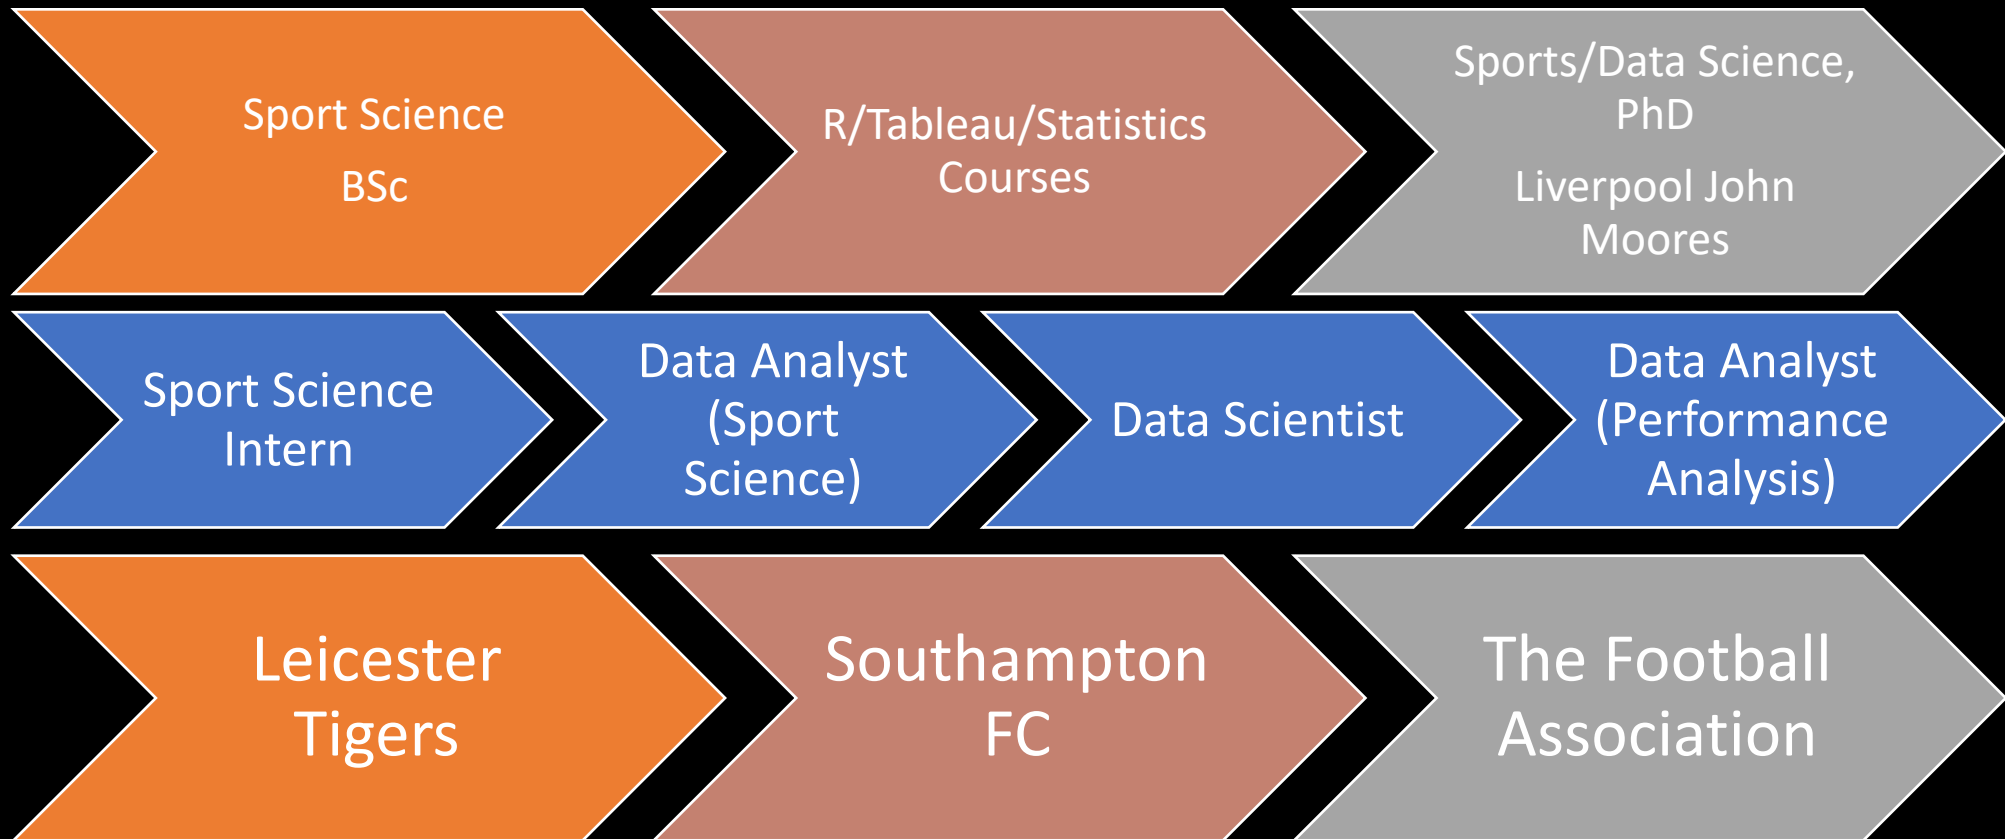 Sport Science
BSc
R/Tableau/Statistics
Courses
Sports/Data Science,
PhD
Liverpool John
Moores
Sport Science
Intern
Data Analyst
(Sport
Science)
Data Scientist
Data Analyst
(Performance
Analysis)
Leicester
Tigers
Southampton
FC
The Football
Association